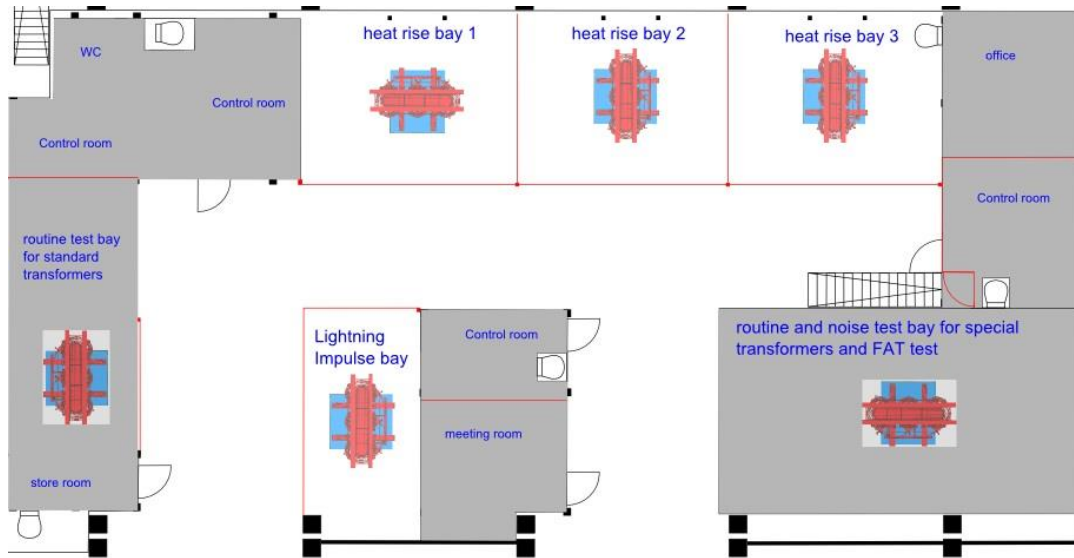 heat rise bay 1
heat rise bay 2
heat rise bay 3
WC
office
Control room
Control room
Control room
routine test bay
for standard
transformers
Lightning
Impulse bay
Control room
routine and noise test bay for special
transformers and FAT test
meeting room
store room